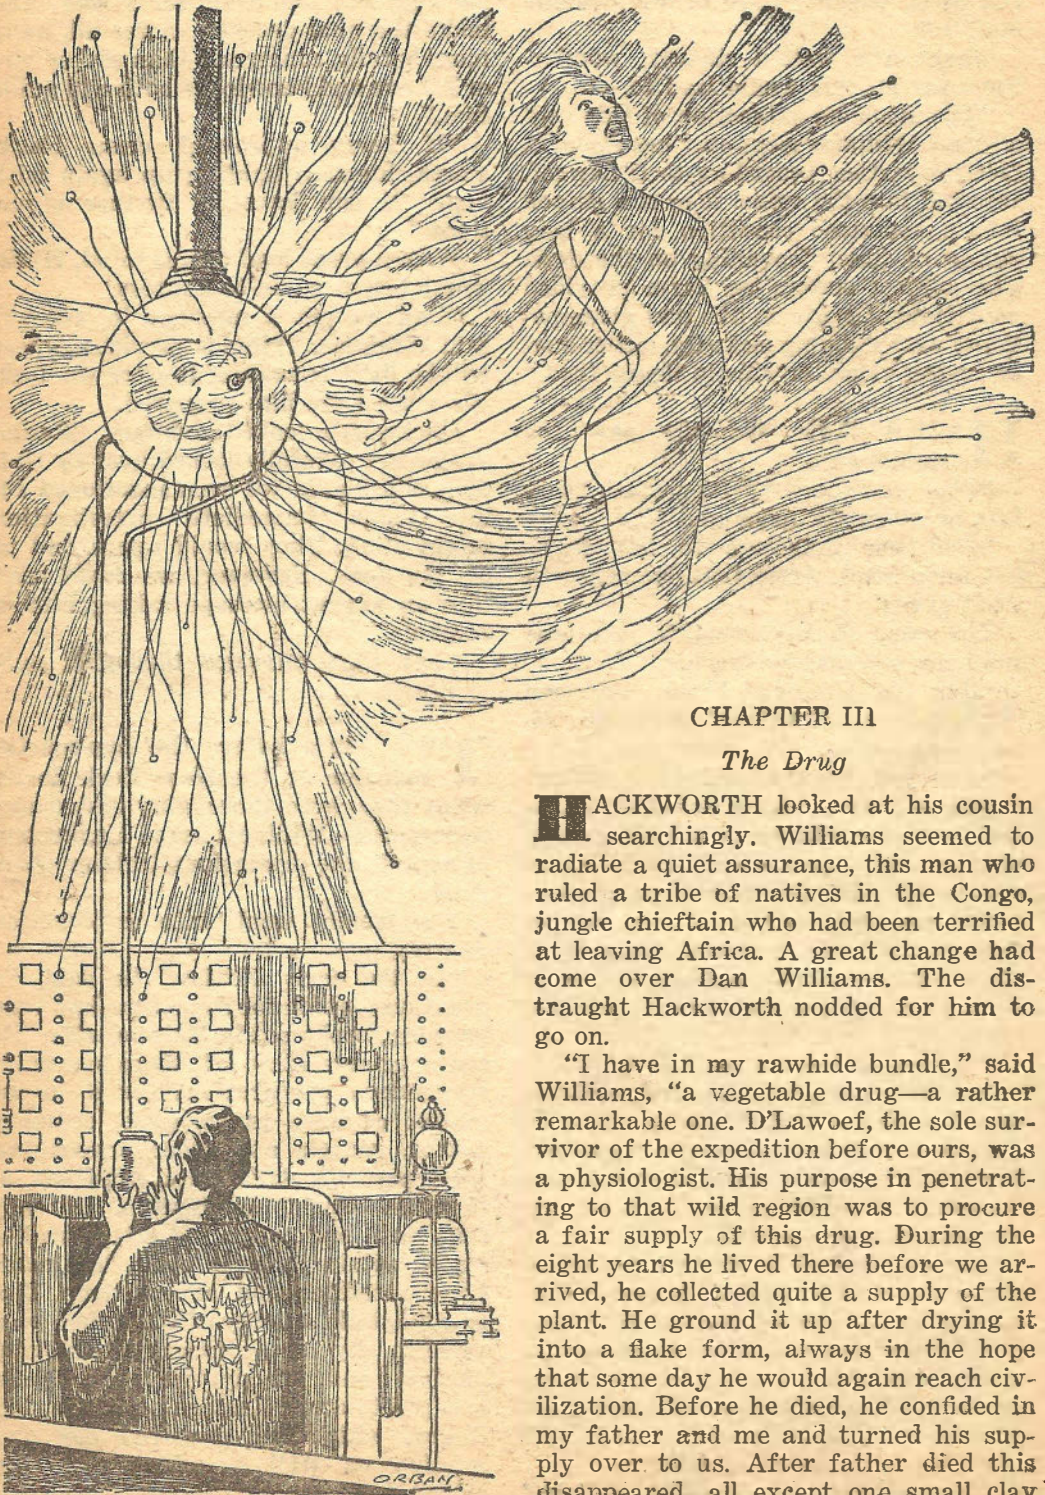 CHAPTER III
The Drug
HACKWORTH looked at his cousin
searchingly. Williams seemed to
radiate a quiet assurance, this man who
ruled a tribe of natives in the Congo,
jungle chieftain who had been terrified
at leaving Africa. A great change had
come over Dan Williams. The dis-
traught Hackworth nodded for him to
go on.
“I have in my rawhide bundle,” said
Williams, “a vegetable drug—a rather
remarkable one. D’Lawoef, the sole sur-
vivor of the expedition before ours, was
a physiologist. His purpose in penetrat-
ing to that wild region was to procure
a fair supply of this drug. During the
eight years he lived there before we ar-
rived, he collected quite a supply of the
plant. He ground it up after drying it
into a flake form, always in the hope
that some day he would again reach civ-
ilization. Before he died, he confided in
my father and me and turned his sup-
ply over to us. After father died this
disappeared, all except one small clay
ORBAN